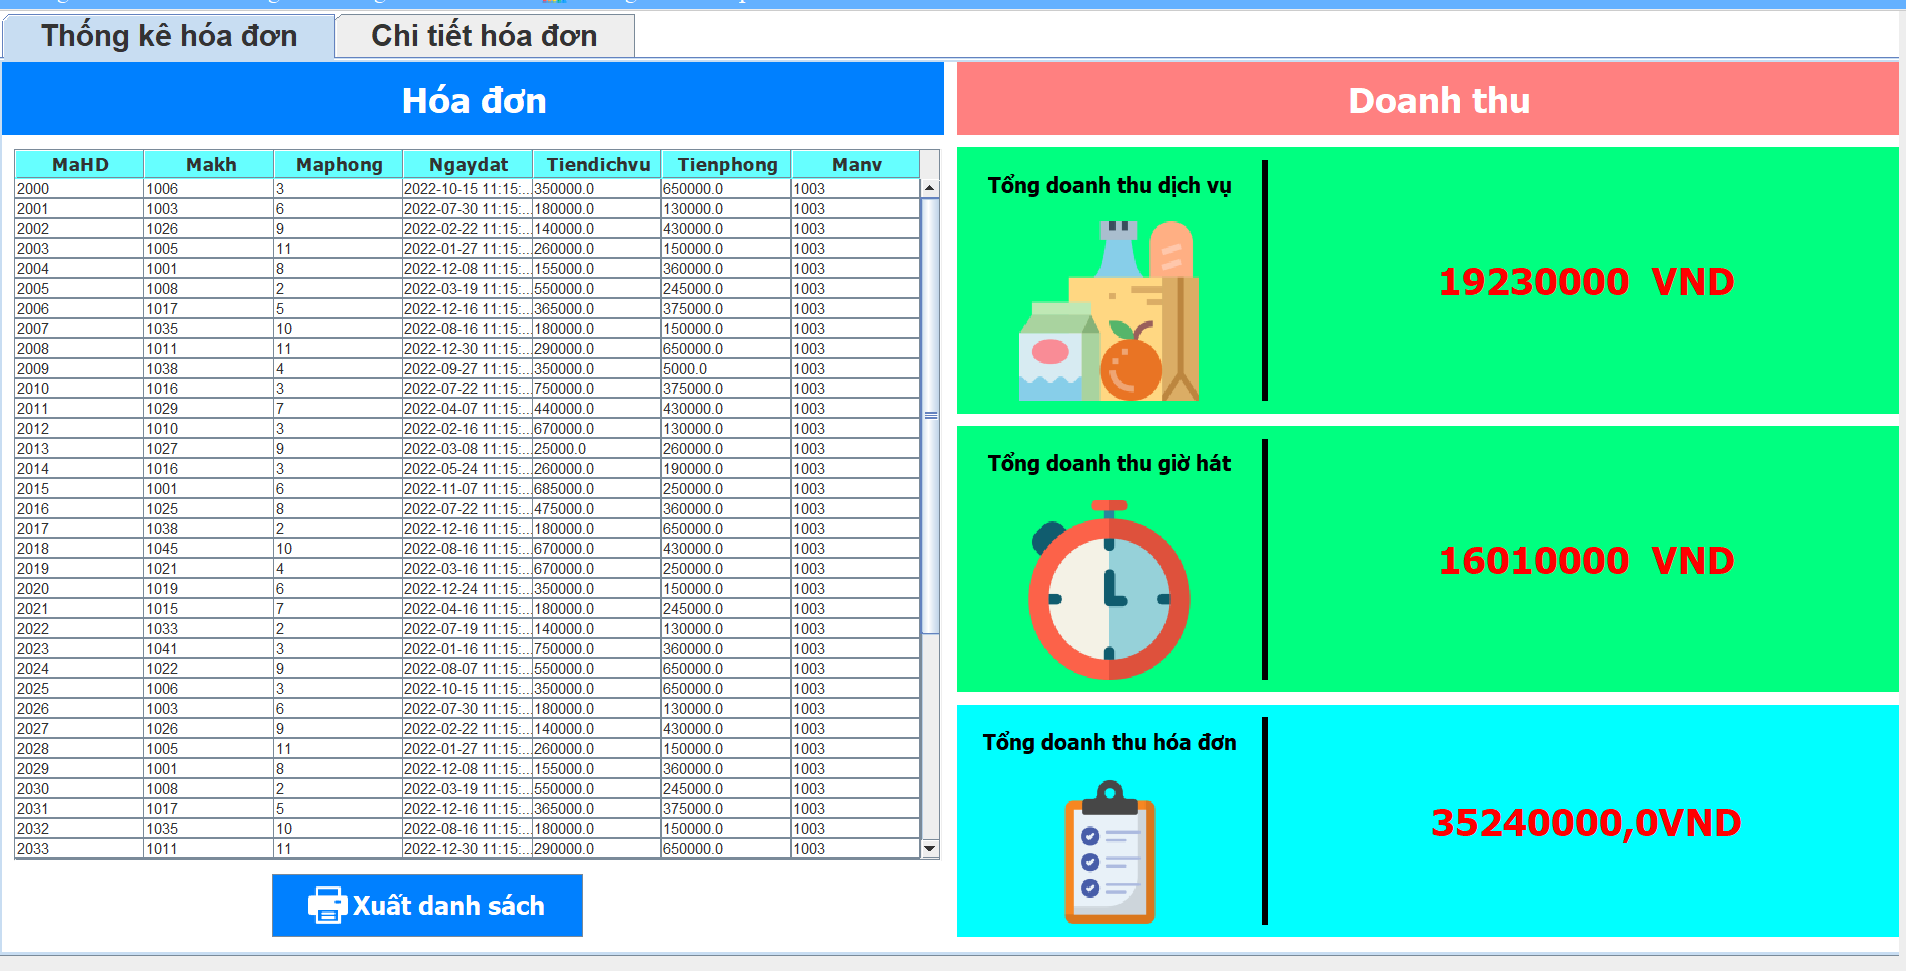 Thống kê hóa đơn
Chi tiết hóa đơn
Hóa đơn
MaHD Makh Maphong Ngaydat Tiendichvu Tienphong Manv
2000 1006 3 2022-10-15 11:15:... 350000.0 650000.0 1003
2001 1003 6 2022-07-30 11:15:... 180000.0 130000.0 1003
2002 1026 9 2022-02-22 11:15:... 140000.0 430000.0 1003
2003 1005 11 2022-01-27 11:15:... 260000.0 150000.0 1003
2004 1001 8 2022-12-08 11:15:... 155000.0 360000.0 1003
2005 1008 2 2022-03-19 11:15:... 550000.0 245000.0 1003
2006 1017 5 2022-12-16 11:15:... 365000.0 375000.0 1003
2007 1035 10 2022-08-16 11:15:... 180000.0 150000.0 1003
2008 1011 11 2022-12-30 11:15:... 290000.0 650000.0 1003
2009 1038 4 2022-09-27 11:15:... 350000.0 5000.0 1003
2010 1016 3 2022-07-22 11:15:... 750000.0 375000.0 1003
2011 1029 7 2022-04-07 11:15:... 440000.0 430000.0 1003
2012 1010 3 2022-02-16 11:15:... 670000.0 130000.0 1003
2013 1027 9 2022-03-08 11:15:... 25000.0 260000.0 1003
2014 1016 3 2022-05-24 11:15:... 260000.0 190000.0 1003
2015 1001 6 2022-11-07 11:15:... 685000.0 250000.0 1003
2016 1025 8 2022-07-22 11:15:... 475000.0 360000.0 1003
2017 1038 2 2022-12-16 11:15:... 180000.0 650000.0 1003
2018 1045 10 2022-08-16 11:15:... 670000.0 430000.0 1003
2019 1021 4 2022-03-16 11:15:... 670000.0 250000.0 1003
2020 1019 6 2022-12-24 11:15:... 350000.0 150000.0 1003
2021 1015 7 2022-04-16 11:15:... 180000.0 245000.0 1003
2022 1033 2 2022-07-19 11:15:... 140000.0 130000.0 1003
2023 1041 3 2022-01-16 11:15:... 750000.0 360000.0 1003
2024 1022 9 2022-08-07 11:15:... 550000.0 650000.0 1003
2025 1006 3 2022-10-15 11:15:... 350000.0 650000.0 1003
2026 1003 6 2022-07-30 11:15:... 180000.0 130000.0 1003
2027 1026 9 2022-02-22 11:15:... 140000.0 430000.0 1003
2028 1005 11 2022-01-27 11:15:... 260000.0 150000.0 1003
2029 1001 8 2022-12-08 11:15:... 155000.0 360000.0 1003
2030 1008 2 2022-03-19 11:15:... 550000.0 245000.0 1003
2031 1017 5 2022-12-16 11:15:... 365000.0 375000.0 1003
2032 1035 10 2022-08-16 11:15:... 180000.0 150000.0 1003
2033 1011 11 2022-12-30 11:15:... 290000.0 650000.0 1003
Xuất danh sách
Doanh thu
Tổng doanh thu dịch vụ
19230000 VND
Tổng doanh thu giờ hát
16010000 VND
Tổng doanh thu hóa đơn
35240000,0VND